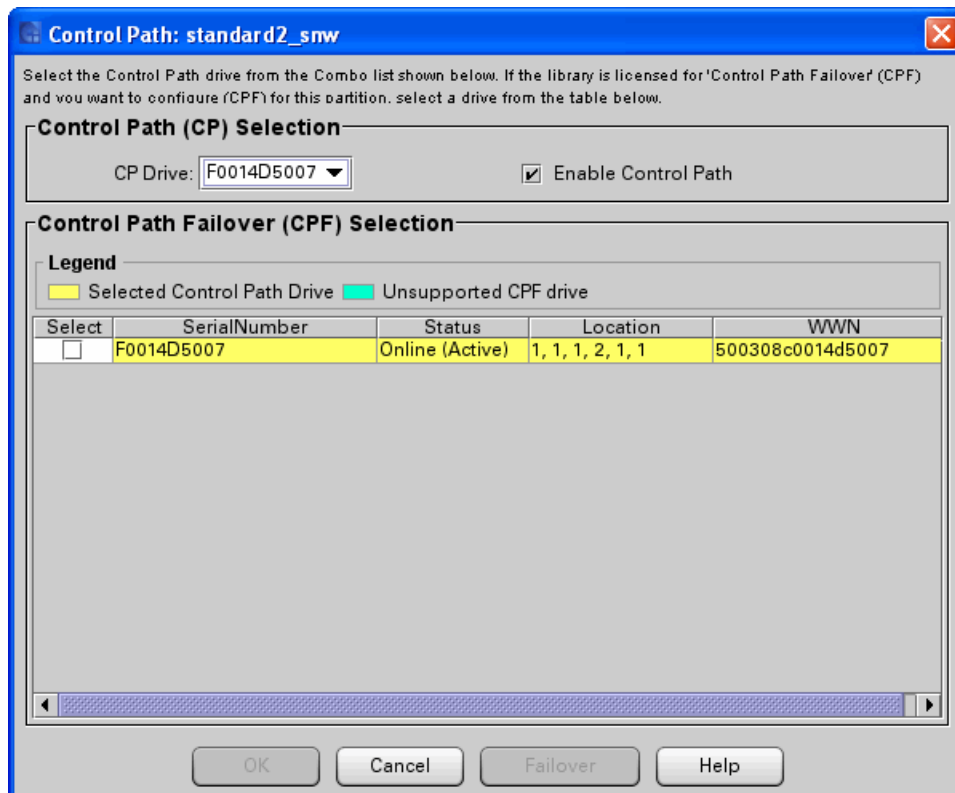 Control Path: standard2_snw
Select the Control Path drive from the Combo list shown below. If the library is licensed for 'Control Path Failover' (CPF)
and you want to configure (CPF) for this partition, select a drive from the table below.
Control Path (CP) Selection
CP Drive: F0014D5007 Enable Control Path
Control Path Failover (CPF) Selection
Legend
Selected Control Path Drive Unsupported CPF drive
Select SerialNumber Status Location WWN
F0014D5007 Online (Active) 1, 1, 1, 2, 1, 1 500308c0014d5007
OK Cancel Failover Help